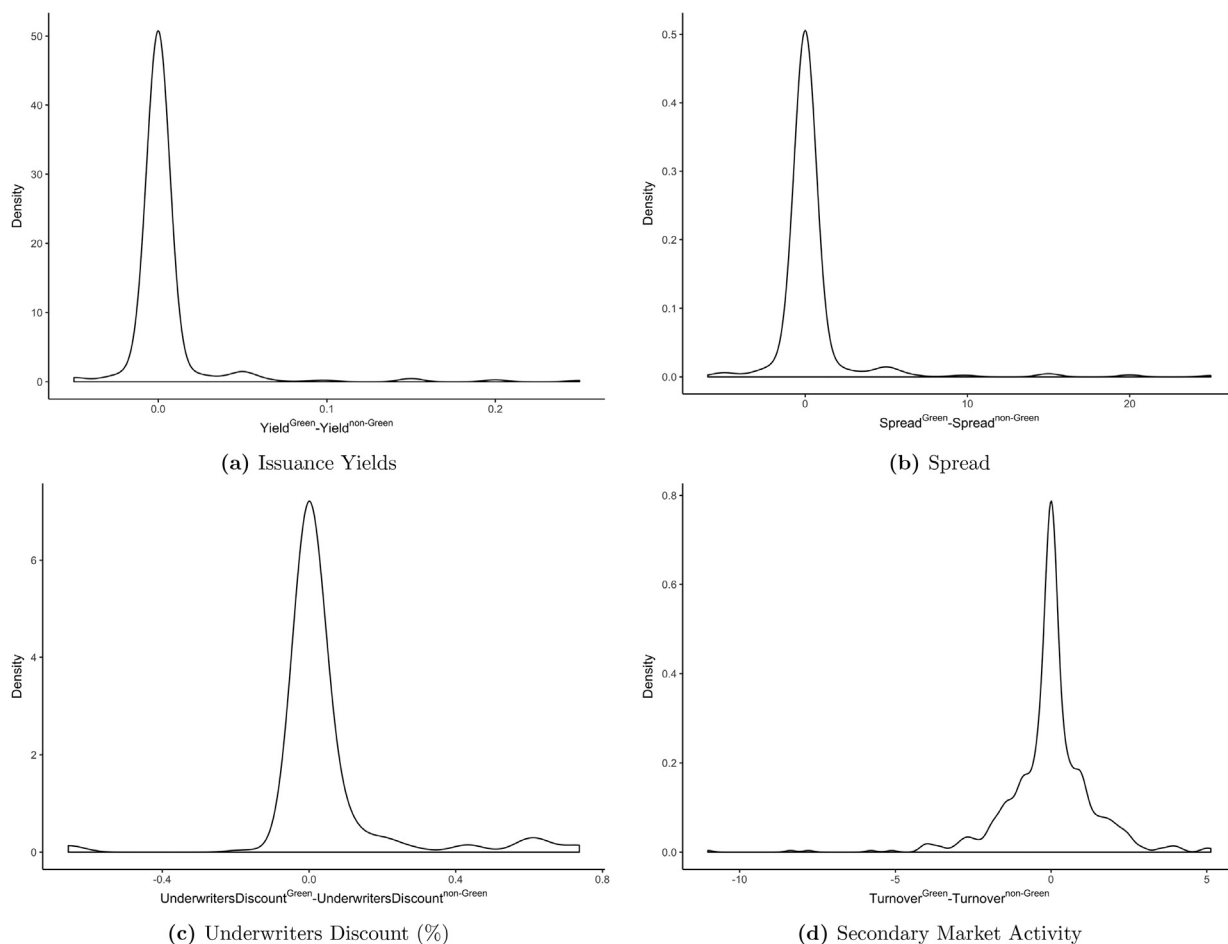 50
40
30
20
10
0
Density
0.0
0.1
0.2
Yield^Green-Yield^non-Green
(a) Issuance Yields
0.5
0.4
0.3
0.2
0.1
0.0
Density
0
10
20
Spread^Green-Spread^non-Green
(b) Spread
6
4
2
0
Density
-0.4
0.0
0.4
0.8
UnderwritersDiscount^Green-UnderwritersDiscount^non-Green
(c) Underwriters Discount (%)
0.8
0.6
0.4
0.2
0.0
Density
-10
-5
0
5
Turnover^Green-Turnover^non-Green
(d) Secondary Market Activity